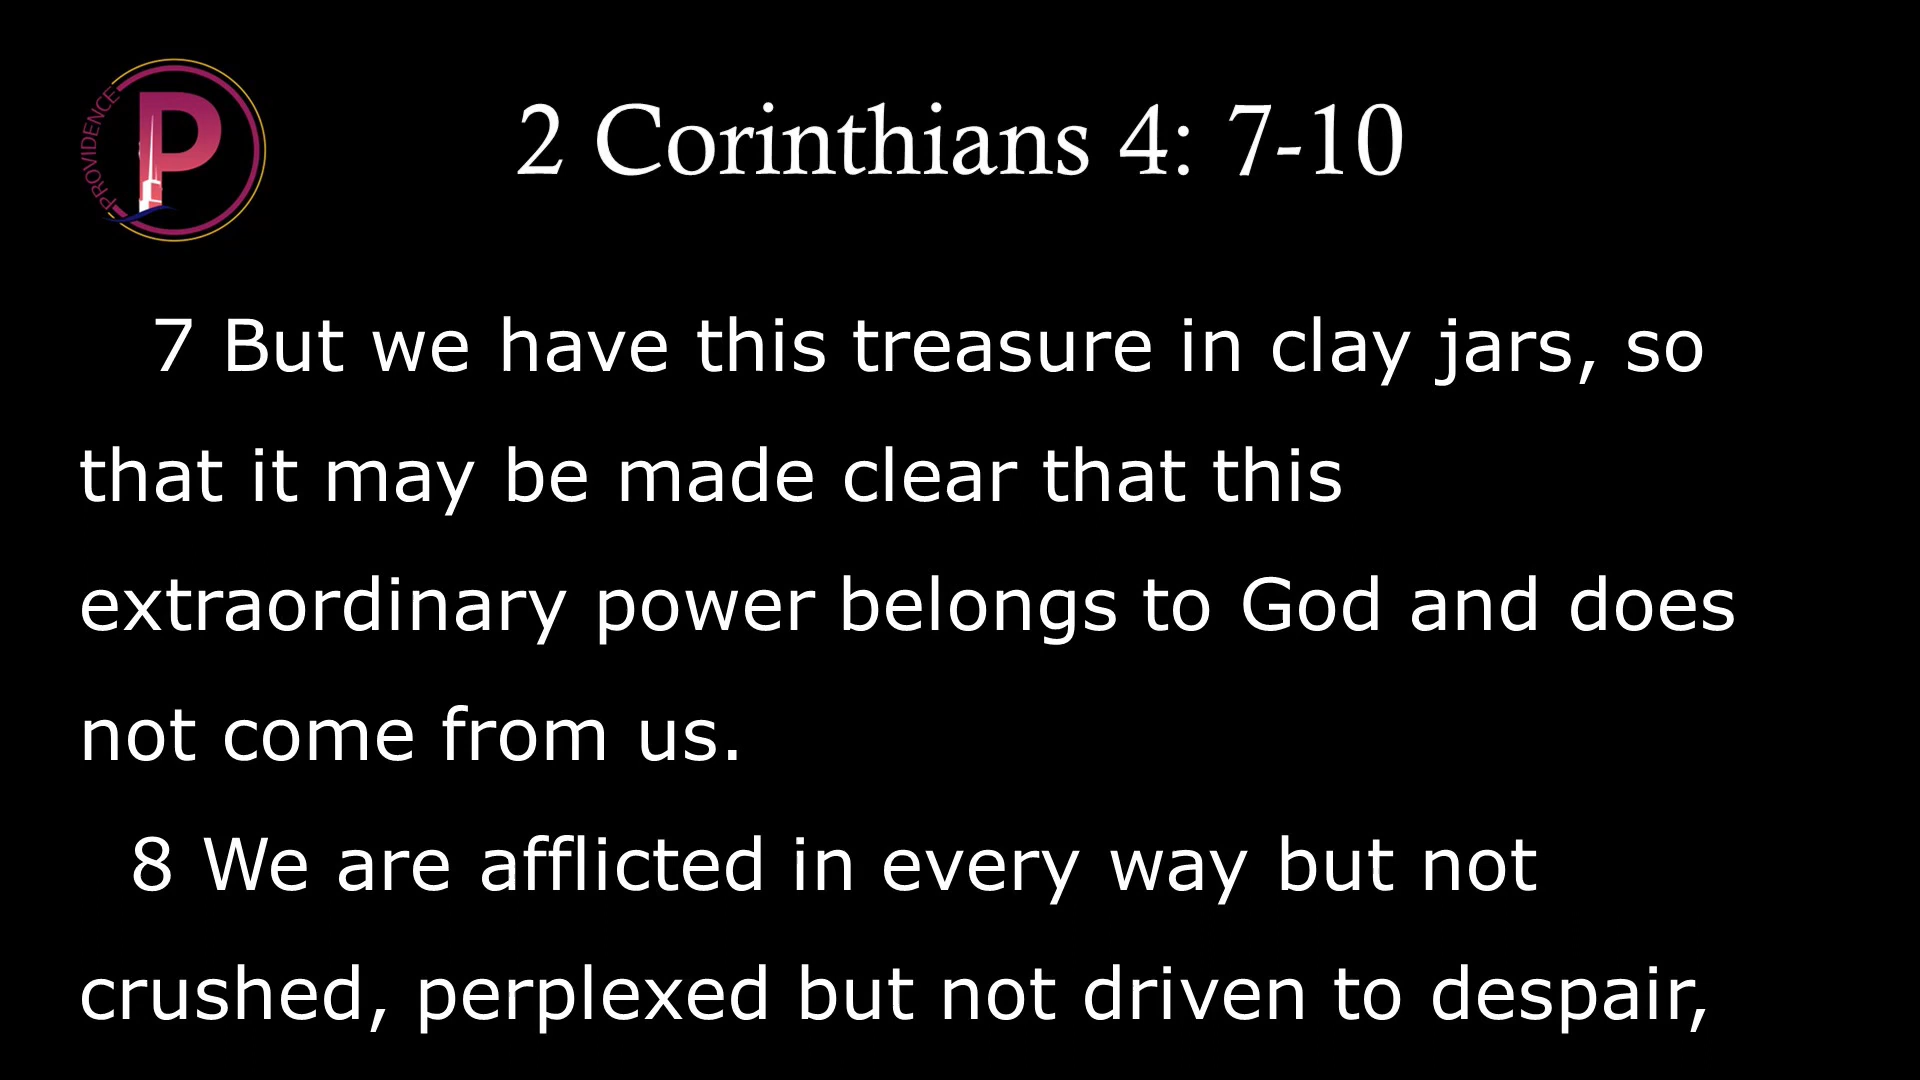 PROVIDENCE
P
2 Corinthians 4: 7-10
7 But we have this treasure in clay jars, so
that it may be made clear that this
extraordinary power belongs to God and does
not come from us.
8 We are afflicted in every way but not
crushed, perplexed but not driven to despair,